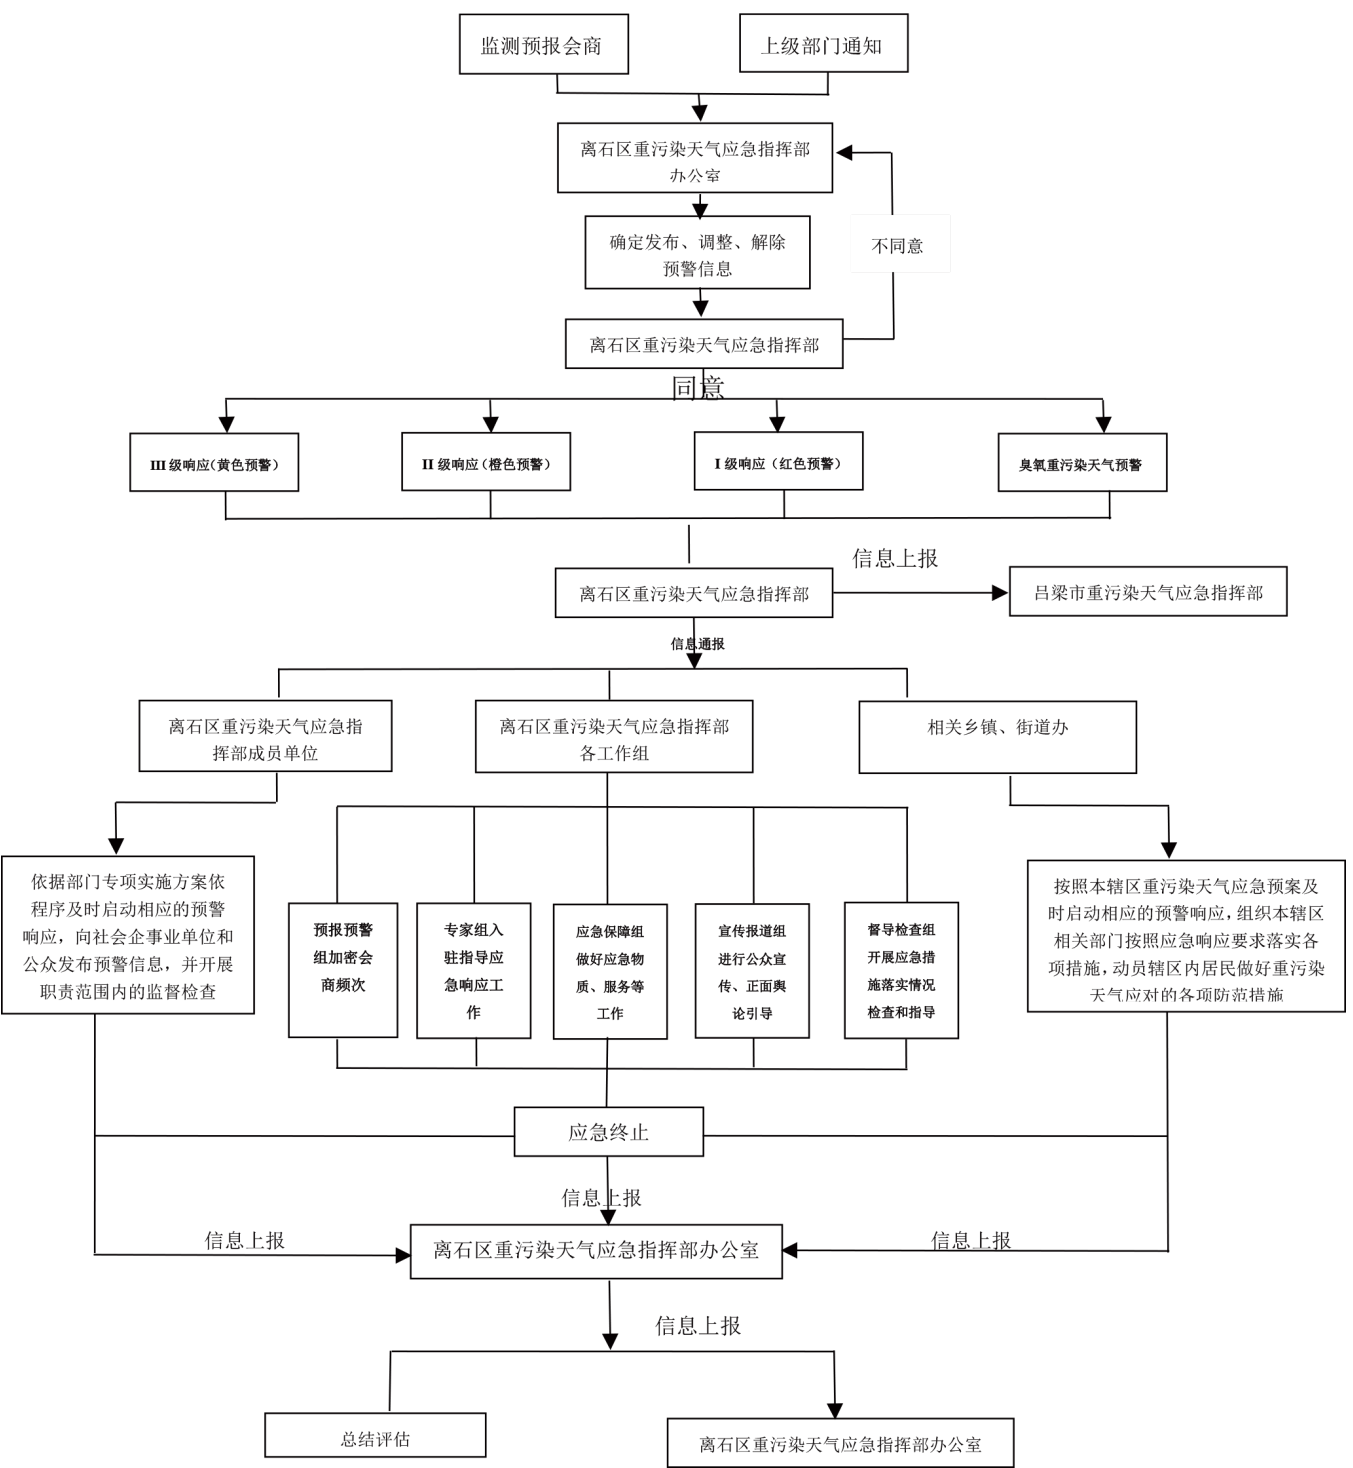 监测预报会商
上级部门通知
离石区重污染天气应急指挥部
办公室
确定发布、调整、解除
预警信息
不同意
离石区重污染天气应急指挥部
同意
III 级响应（黄色预警）
II 级响应（橙色预警）
I 级响应（红色预警）
臭氧重污染天气预警
信息上报
离石区重污染天气应急指挥部
吕梁市重污染天气应急指挥部
信息通报
离石区重污染天气应急指
挥部成员单位
离石区重污染天气应急指挥部
各工作组
相关乡镇、街道办
依据部门专项实施方案依
程序及时启动相应的预警
响应，向社会企事业单位和
公众发布预警信息，并开展
职责范围内的监督检查
预报预警
组加密会
商频次
专家组入
驻指导应
急响应工
作
应急保障组
做好应急物
质、服务等
工作
宣传报道组
进行公众宣
传、正面舆
论引导
督导检查组
开展应急措
施落实情况
检查和指导
按照本辖区重污染天气应急预案及
时启动相应的预警响应，组织本辖区
相关部门按照应急响应要求落实各
项措施，动员辖区内居民做好重污染
天气应对的各项防范措施
应急终止
信息上报
信息上报
信息上报
离石区重污染天气应急指挥部办公室
信息上报
总结评估
离石区重污染天气应急指挥部办公室